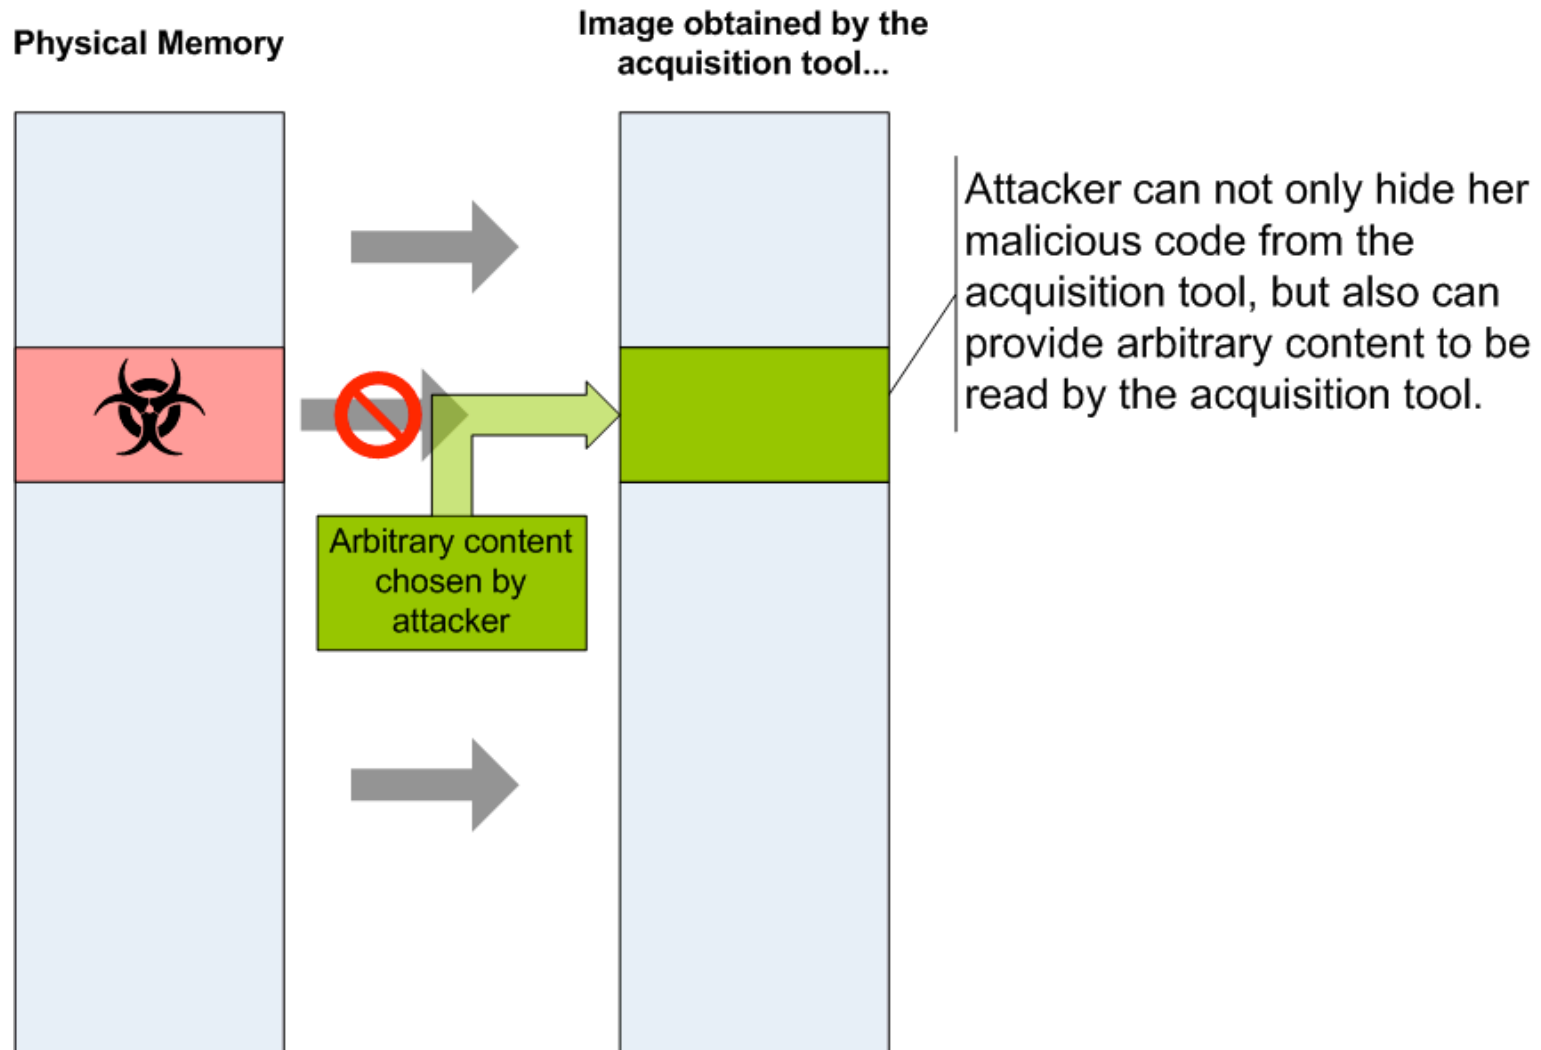 Physical Memory
Image obtained by the
acquisition tool...
Attacker can not only hide her
malicious code from the
acquisition tool, but also can
provide arbitrary content to be
read by the acquisition tool.
Arbitrary content
chosen by
attacker